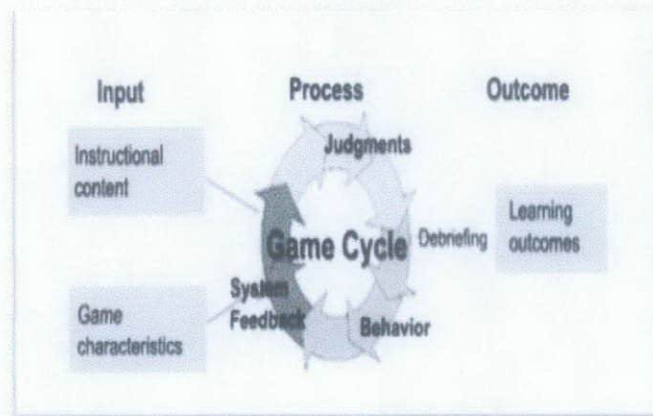 Input Process Outcome
Instructional
content
Judgments
Learning
outcomes
Game Cycle
Debriefing
System
Feedback
Behavior
Game
characteristics